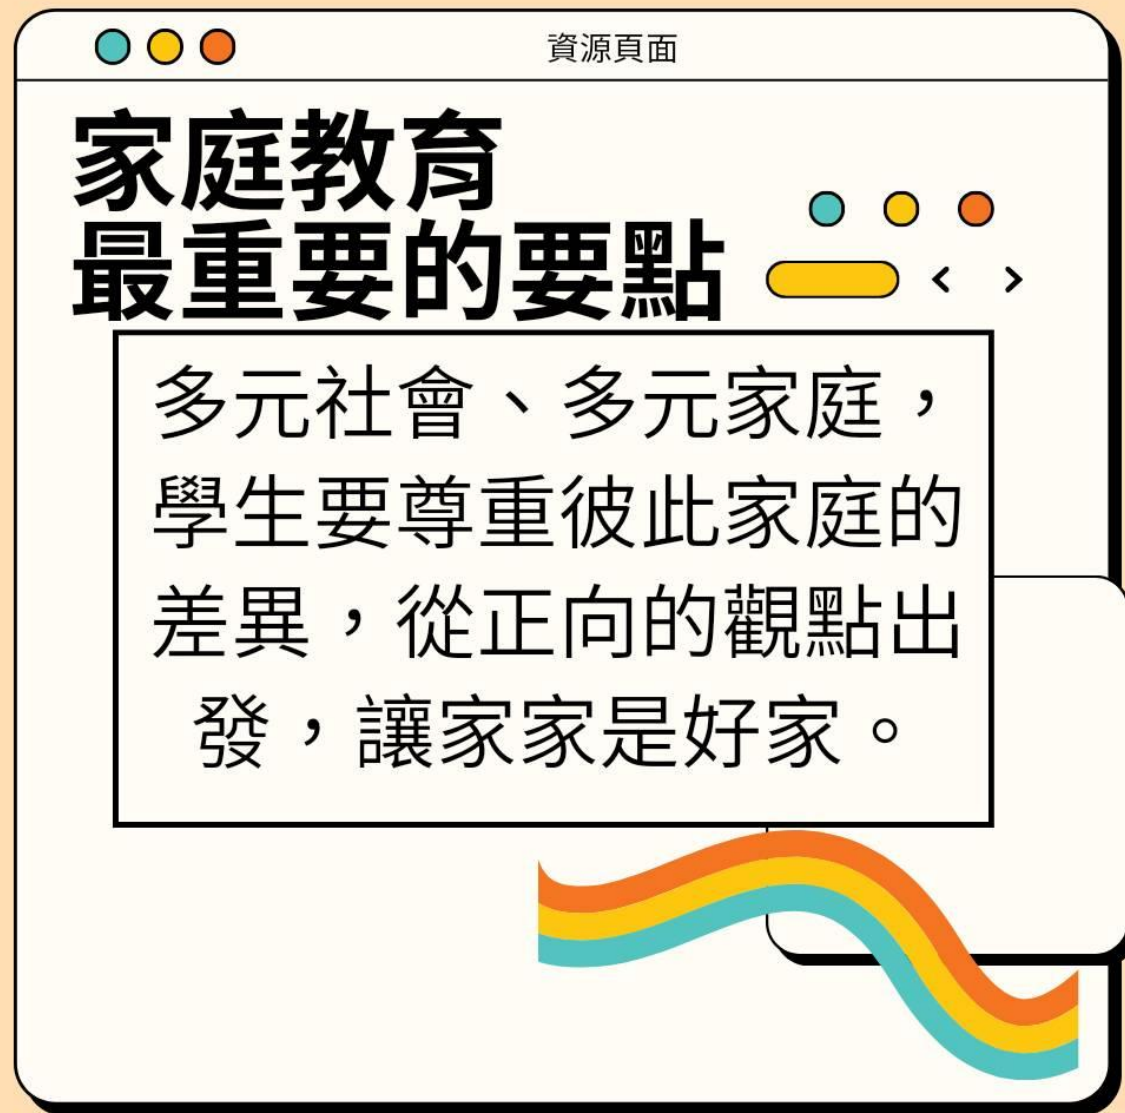 資源頁面
家庭教育
最重要的要點
多元社會、多元家庭，
學生要尊重彼此家庭的
差異，從正向的觀點出
發，讓家家是好家。